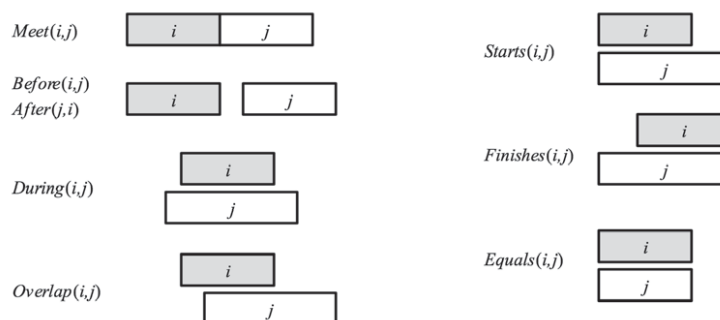 Meet(i,j)
i
j
Before(i,j)
After(j,i)
i
j
During(i,j)
i
j
Overlap(i,j)
i
j
Starts(i,j)
i
j
Finishes(i,j)
i
j
Equals(i,j)
i
j